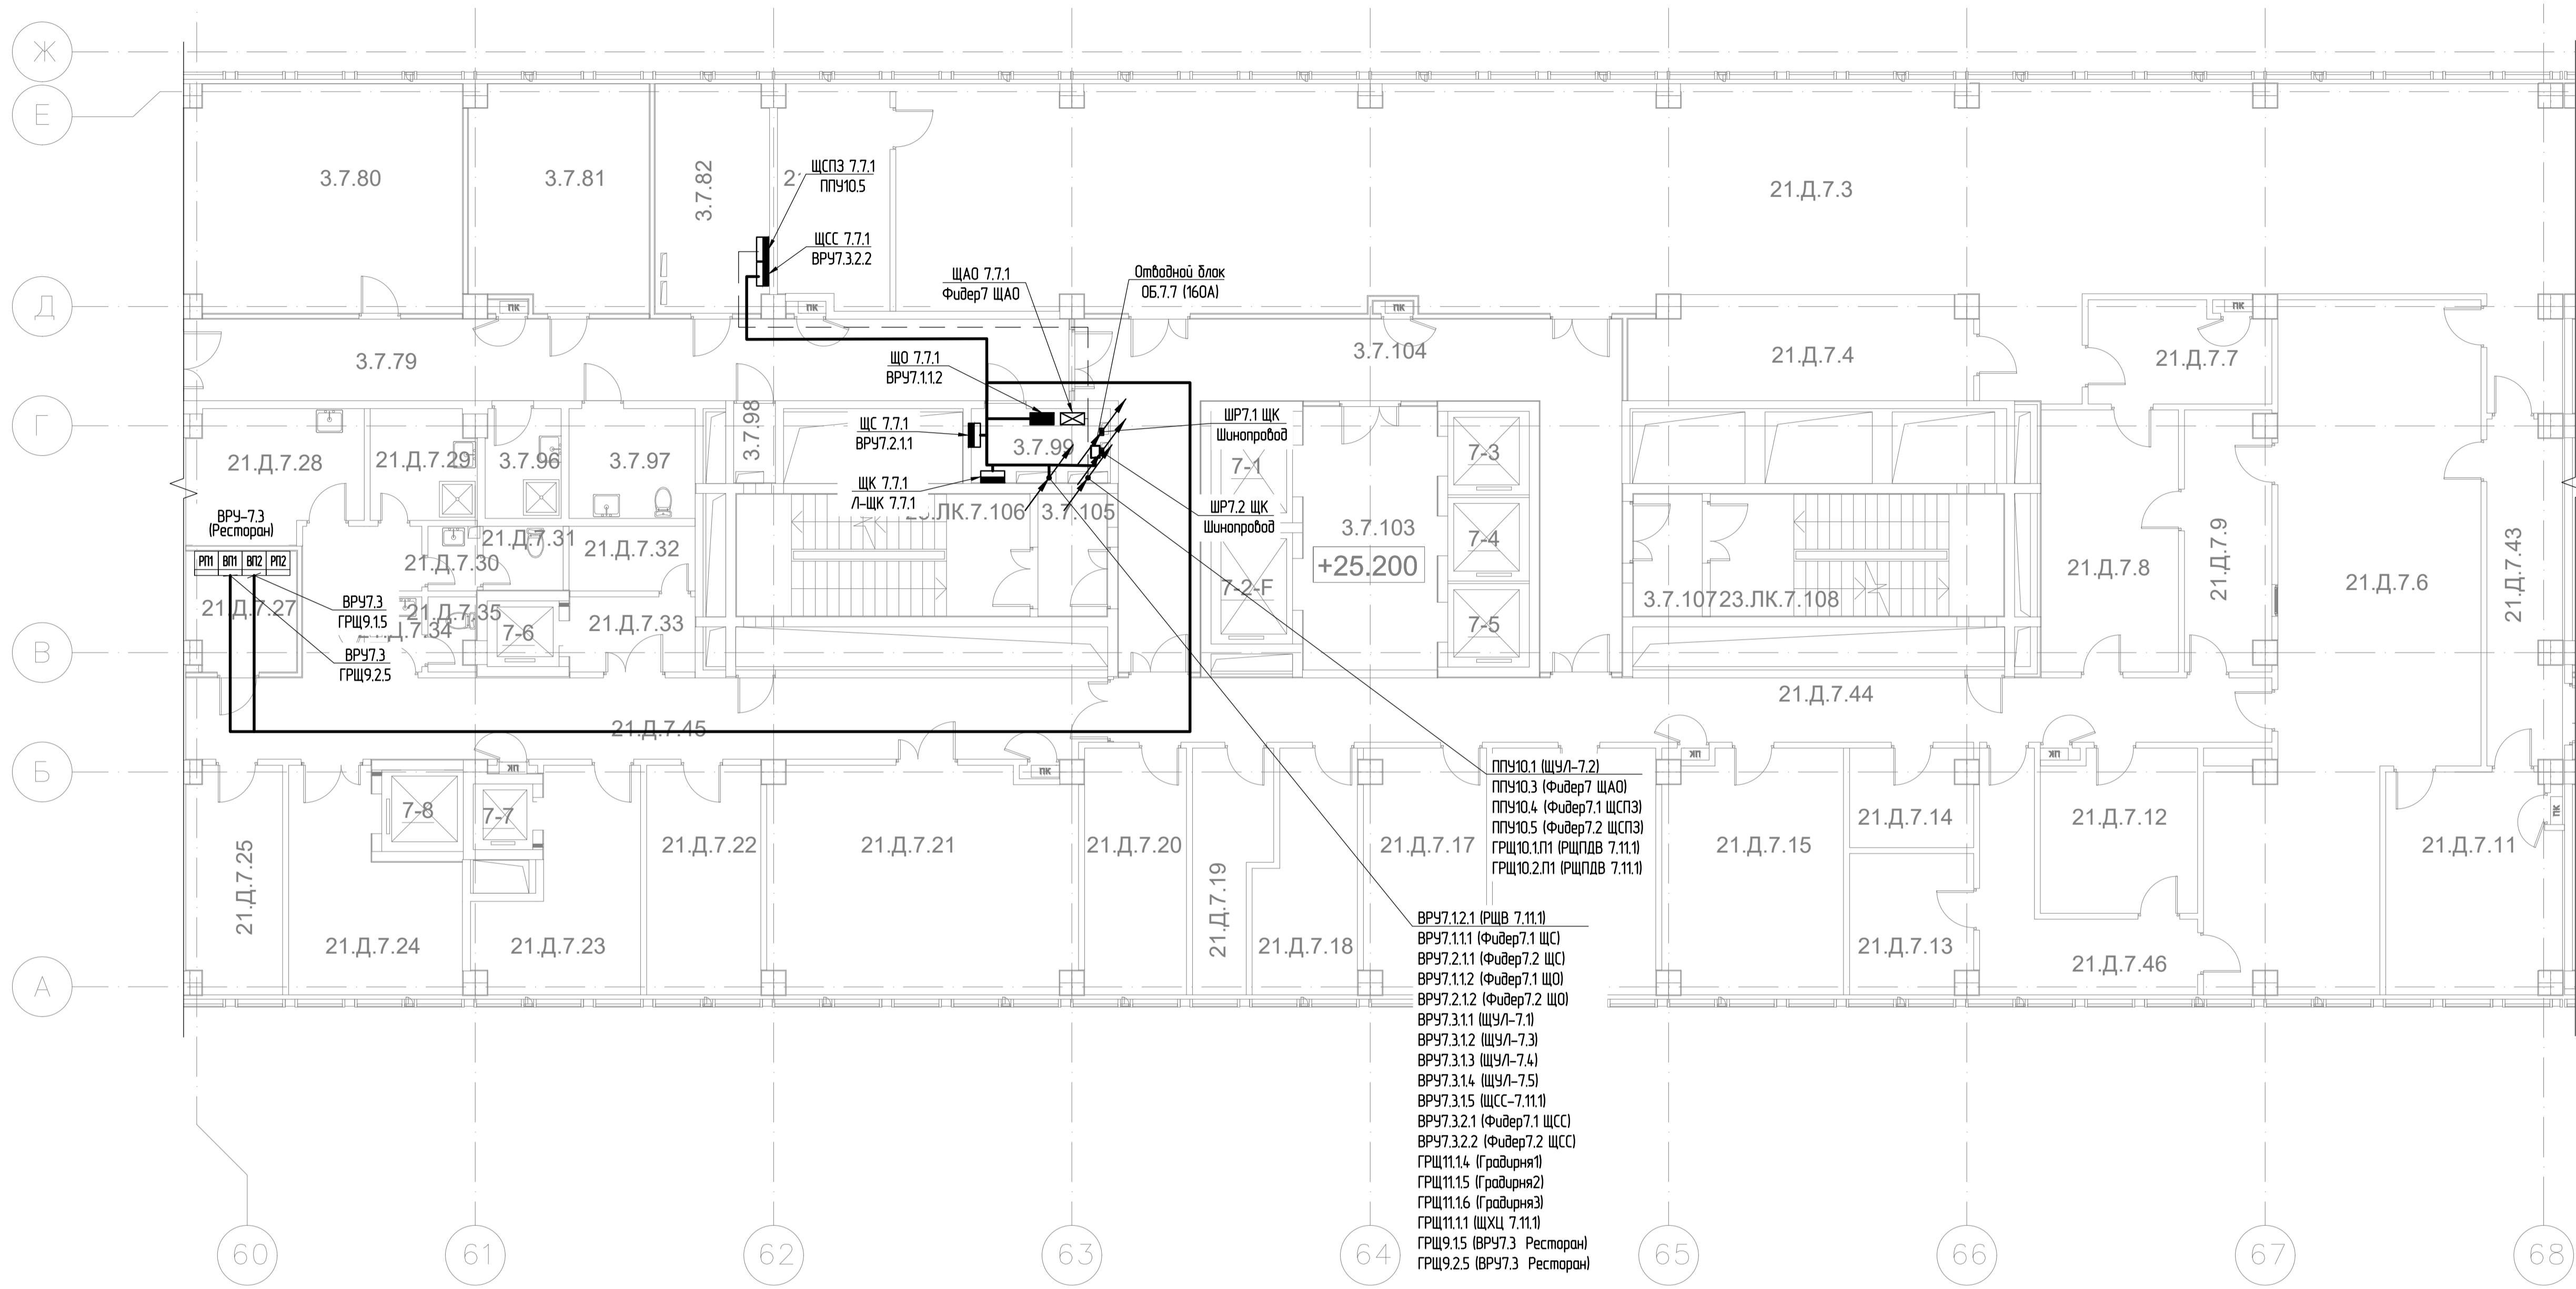 Ж
Е
Д
Г
В
Б
А
3.7.80
3.7.81
3.7.82
ЩСПЗ 7.7.1
ППУ10.5
ЩСС 7.7.1
ВРУ7.3.2.2
21.Д.7.3
ЩАО 7.7.1
Фидер7 ЩАО
Отводной блок
ОБ.7.7 (160А)
ПК
ПК
ПК
ПК
3.7.79
3.7.104
21.Д.7.4
21.Д.7.7
ЩО 7.7.1
ВРУ7.1.1.2
ЩС 7.7.1
ВРУ7.2.1.1
3.7.98
3.7.99
ШР7.1 ЩК
Шинопровод
21.Д.7.28
21.Д.7.29
3.7.96
3.7.97
7-1
7-3
ЩК 7.7.1
Л-ЩК 7.7.1
ШР7.2 ЩК
Шинопровод
.ЛК.7.106
3.7.105
3.7.103
+25.200
7-4
7-2-F
7-5
ВРУ-7.3
(Ресторан)
РП1 ВП1 ВП2 РП2
21.Д.7.27
21.Д.7.30
21.Д.7.31
21.Д.7.32
ВРУ7.3
ГРЩ9.1.5
21.Д.7.35
.Д.7.34
7-6
21.Д.7.33
ВРУ7.3
ГРЩ9.2.5
3.7.107
23.ЛК.7.108
21.Д.7.8
21.Д.7.9
21.Д.7.6
21.Д.7.43
21.Д.7.44
21.Д.7.45
ПК
ПК
ПК
ПК
ПК
21.Д.7.25
7-8
7-7
21.Д.7.22
21.Д.7.21
21.Д.7.20
21.Д.7.19
21.Д.7.17
21.Д.7.15
21.Д.7.14
21.Д.7.12
21.Д.7.11
21.Д.7.24
21.Д.7.23
21.Д.7.18
21.Д.7.13
21.Д.7.46
ППУ10.1 (ЩУЛ-7.2)
ППУ10.3 (Фидер7 ЩАО)
ППУ10.4 (Фидер7.1 ЩСПЗ)
ППУ10.5 (Фидер7.2 ЩСПЗ)
ГРЩ10.1.П1 (РЩПДВ 7.11.1)
ГРЩ10.2.П1 (РЩПДВ 7.11.1)
ВРУ7.1.2.1 (РЩВ 7.11.1)
ВРУ7.1.1.1 (Фидер7.1 ЩС)
ВРУ7.2.1.1 (Фидер7.2 ЩС)
ВРУ7.1.1.2 (Фидер7.1 ЩО)
ВРУ7.2.1.2 (Фидер7.2 ЩО)
ВРУ7.3.1.1 (ЩУЛ-7.1)
ВРУ7.3.1.2 (ЩУЛ-7.3)
ВРУ7.3.1.3 (ЩУЛ-7.4)
ВРУ7.3.1.4 (ЩУЛ-7.5)
ВРУ7.3.1.5 (ЩСС-7.11.1)
ВРУ7.3.2.1 (Фидер7.1 ЩСС)
ВРУ7.3.2.2 (Фидер7.2 ЩСС)
ГРЩ11.1.4 (Градирня1)
ГРЩ11.1.5 (Градирня2)
ГРЩ11.1.6 (Градирня3)
ГРЩ11.1.1 (ЩХЦ 7.11.1)
ГРЩ9.1.5 (ВРУ7.3 Ресторан)
ГРЩ9.2.5 (ВРУ7.3 Ресторан)
60
61
62
63
64
65
66
67
68